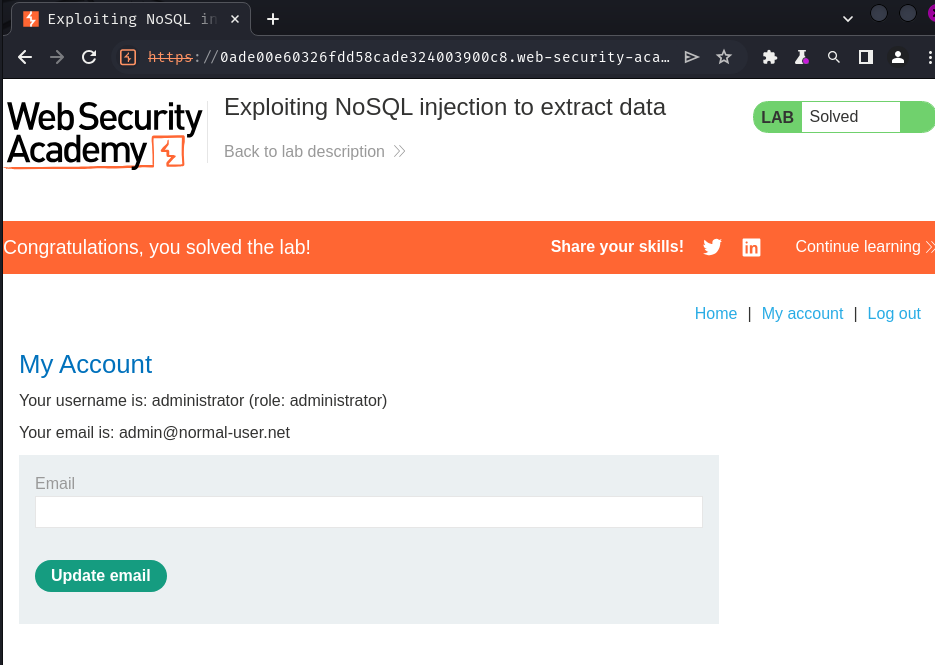 Exploiting NoSQL in
https://0ade00e60326fdd58cade324003900c8.web-security-aca…
Web Security
Academy
Exploiting NoSQL injection to extract data
Back to lab description
LAB Solved
Congratulations, you solved the lab!
Share your skills!
Continue learning
Home | My account | Log out
My Account
Your username is: administrator (role: administrator)
Your email is: admin@normal-user.net
Email
Update email